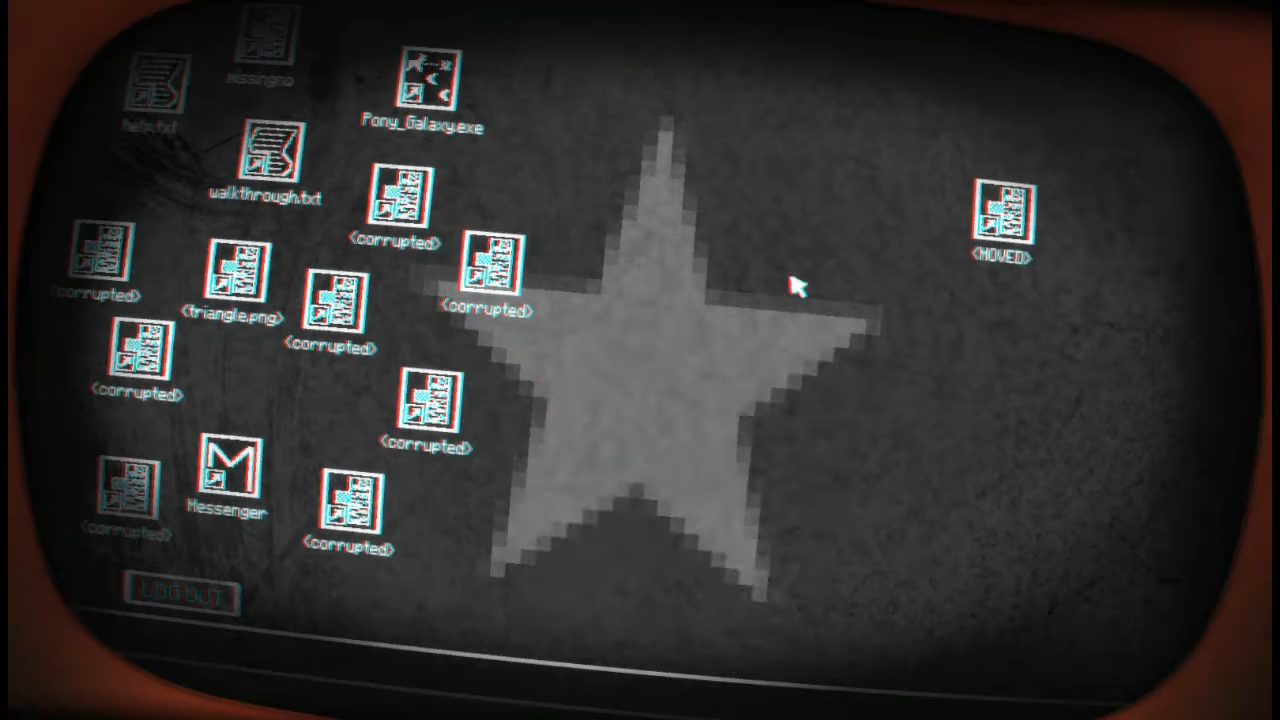 Missingno
help.txt
Pony_Galaxy.exe
walkthrough.txt
<corrupted>
<MOVED>
<corrupted>
<triangle.png>
<corrupted>
<corrupted>
<corrupted>
<corrupted>
M
Messenger
<corrupted>
<corrupted>
LOG OUT